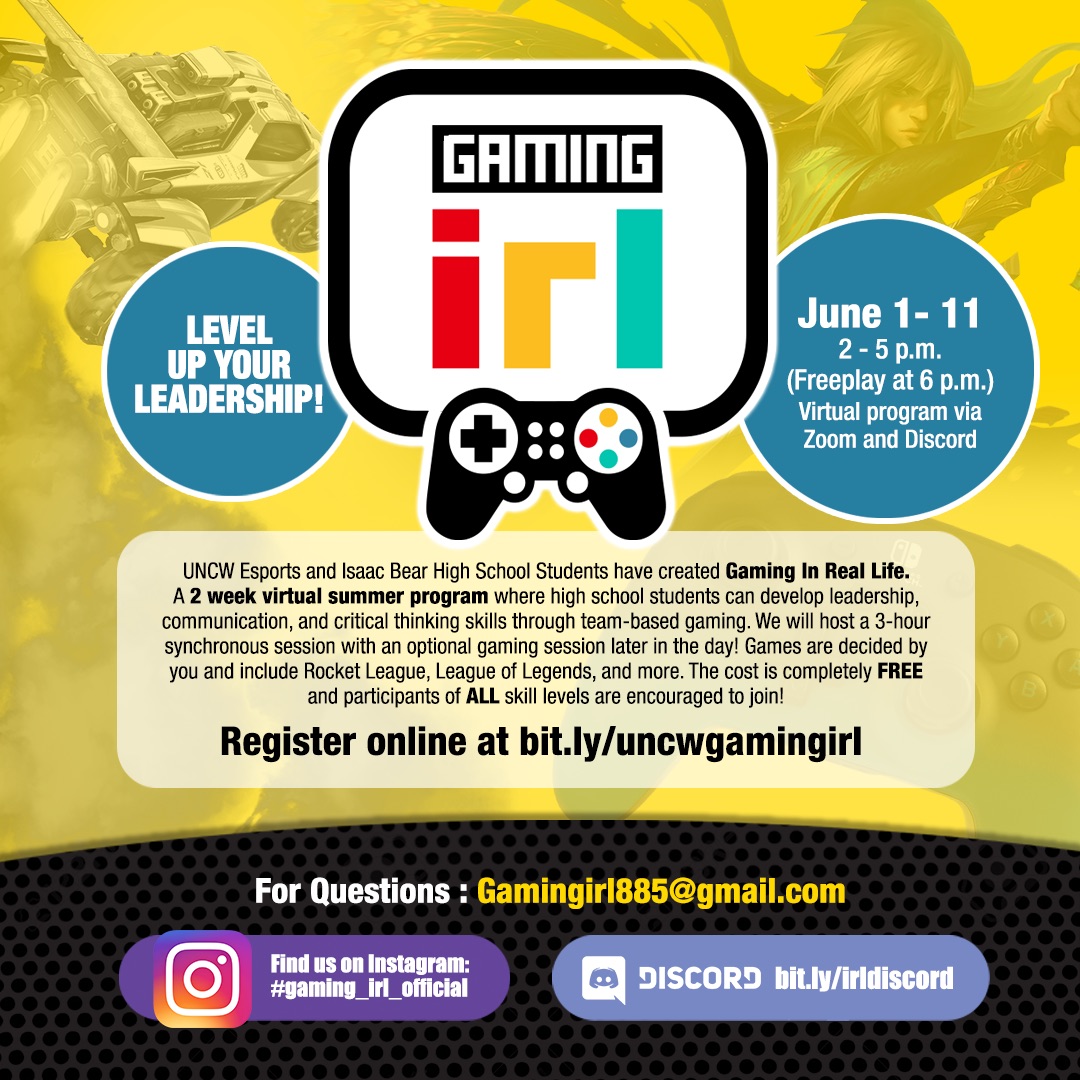 GAMING
irl
LEVEL
UP YOUR
LEADERSHIP!
June 1- 11
2 - 5 p.m.
(Freeplay at 6 p.m.)
Virtual program via
Zoom and Discord
UNCW Esports and Isaac Bear High School Students have created Gaming In Real Life.
A 2 week virtual summer program where high school students can develop leadership,
communication, and critical thinking skills through team-based gaming. We will host a 3-hour
synchronous session with an optional gaming session later in the day! Games are decided by
you and include Rocket League, League of Legends, and more. The cost is completely FREE
and participants of ALL skill levels are encouraged to join!
Register online at bit.ly/uncwgamingirl
For Questions : Gamingirl885@gmail.com
Find us on Instagram:
#gaming_irl_official
DISCORD bit.ly/irldiscord